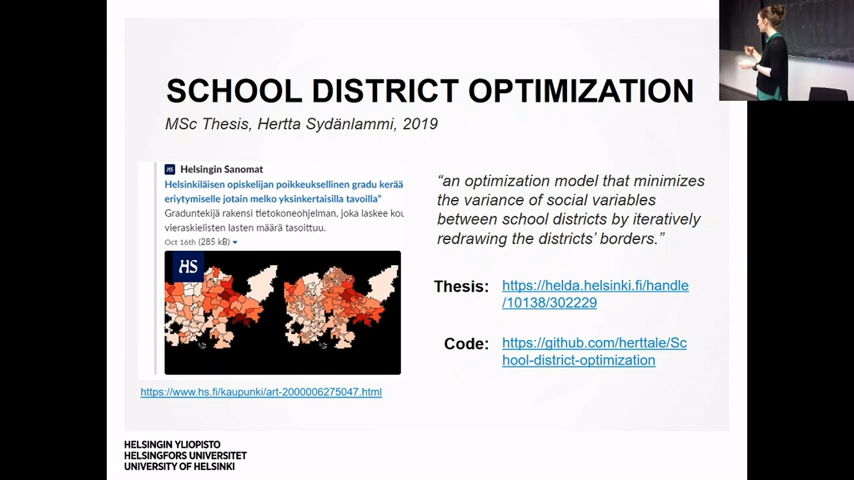 SCHOOL DISTRICT OPTIMIZATION
MSc Thesis, Hertta Sydänlammi, 2019
HS Helsingin Sanomat
Helsinkiläisen opiskelijan poikkeuksellinen gradu kerää
eriytymiselle jotain melko yksinkertaisilla tavoilla"
Graduntekijä rakensi tietokoneohjelman, joka laskee kou
vieraskielisten lasten määrä tasoittuu.
Oct 16th (285 kB)
HS
https://www.hs.fi/kaupunki/art-2000006275047.html
“an optimization model that minimizes
the variance of social variables
between school districts by iteratively
redrawing the districts’ borders.”
Thesis: https://helda.helsinki.fi/handle
/10138/302229
Code: https://github.com/herttale/Sc
hool-district-optimization
HELSINGIN YLIOPISTO
HELSINGFORS UNIVERSITET
UNIVERSITY OF HELSINKI